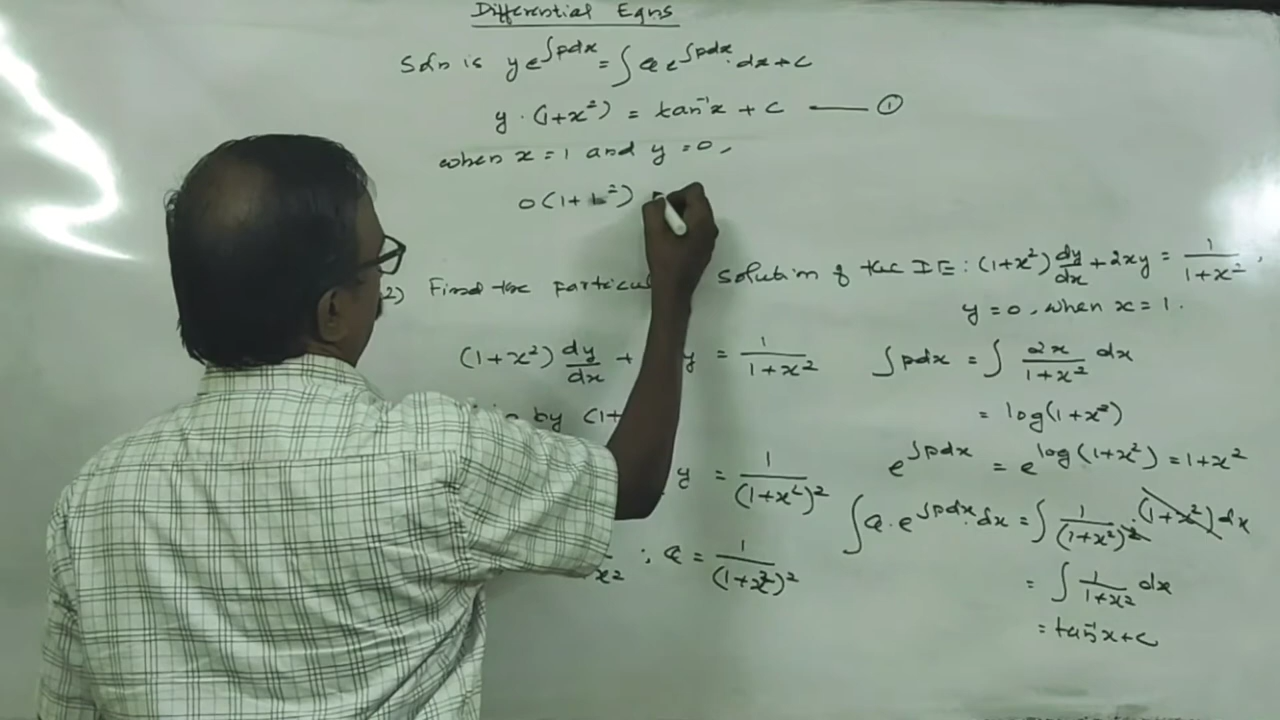 Differential Eqns
Soln is y e^∫pdx = ∫Q e^∫pdx . dx + c
y . (1+x²) = tan⁻¹x + c —— ①
when x = 1 and y = 0,
0(1+1²)
2) Find the particul solution of the DE: (1+x²) dy/dx + 2xy = 1/(1+x²),
y = 0, when x = 1.
(1+x²) dy/dx + y = 1/(1+x²)
by (1+
y = 1/(1+x²)²
x² ; Q = 1/(1+x²)²
∫pdx = ∫ 2x/(1+x²) dx
= log(1+x²)
e^∫pdx = e^log(1+x²) = 1+x²
∫Q . e^∫pdx . dx = ∫ 1/(1+x²)² . (1+x²) dx
= ∫ 1/(1+x²) dx
= tan⁻¹x + c